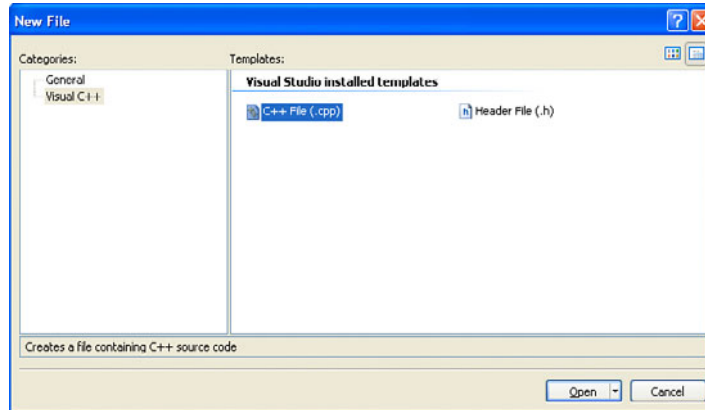 New File
Categories:
Templates:
General
Visual C++
Visual Studio installed templates
C++ File (.cpp)
Header File (.h)
Creates a file containing C++ source code
Open
Cancel